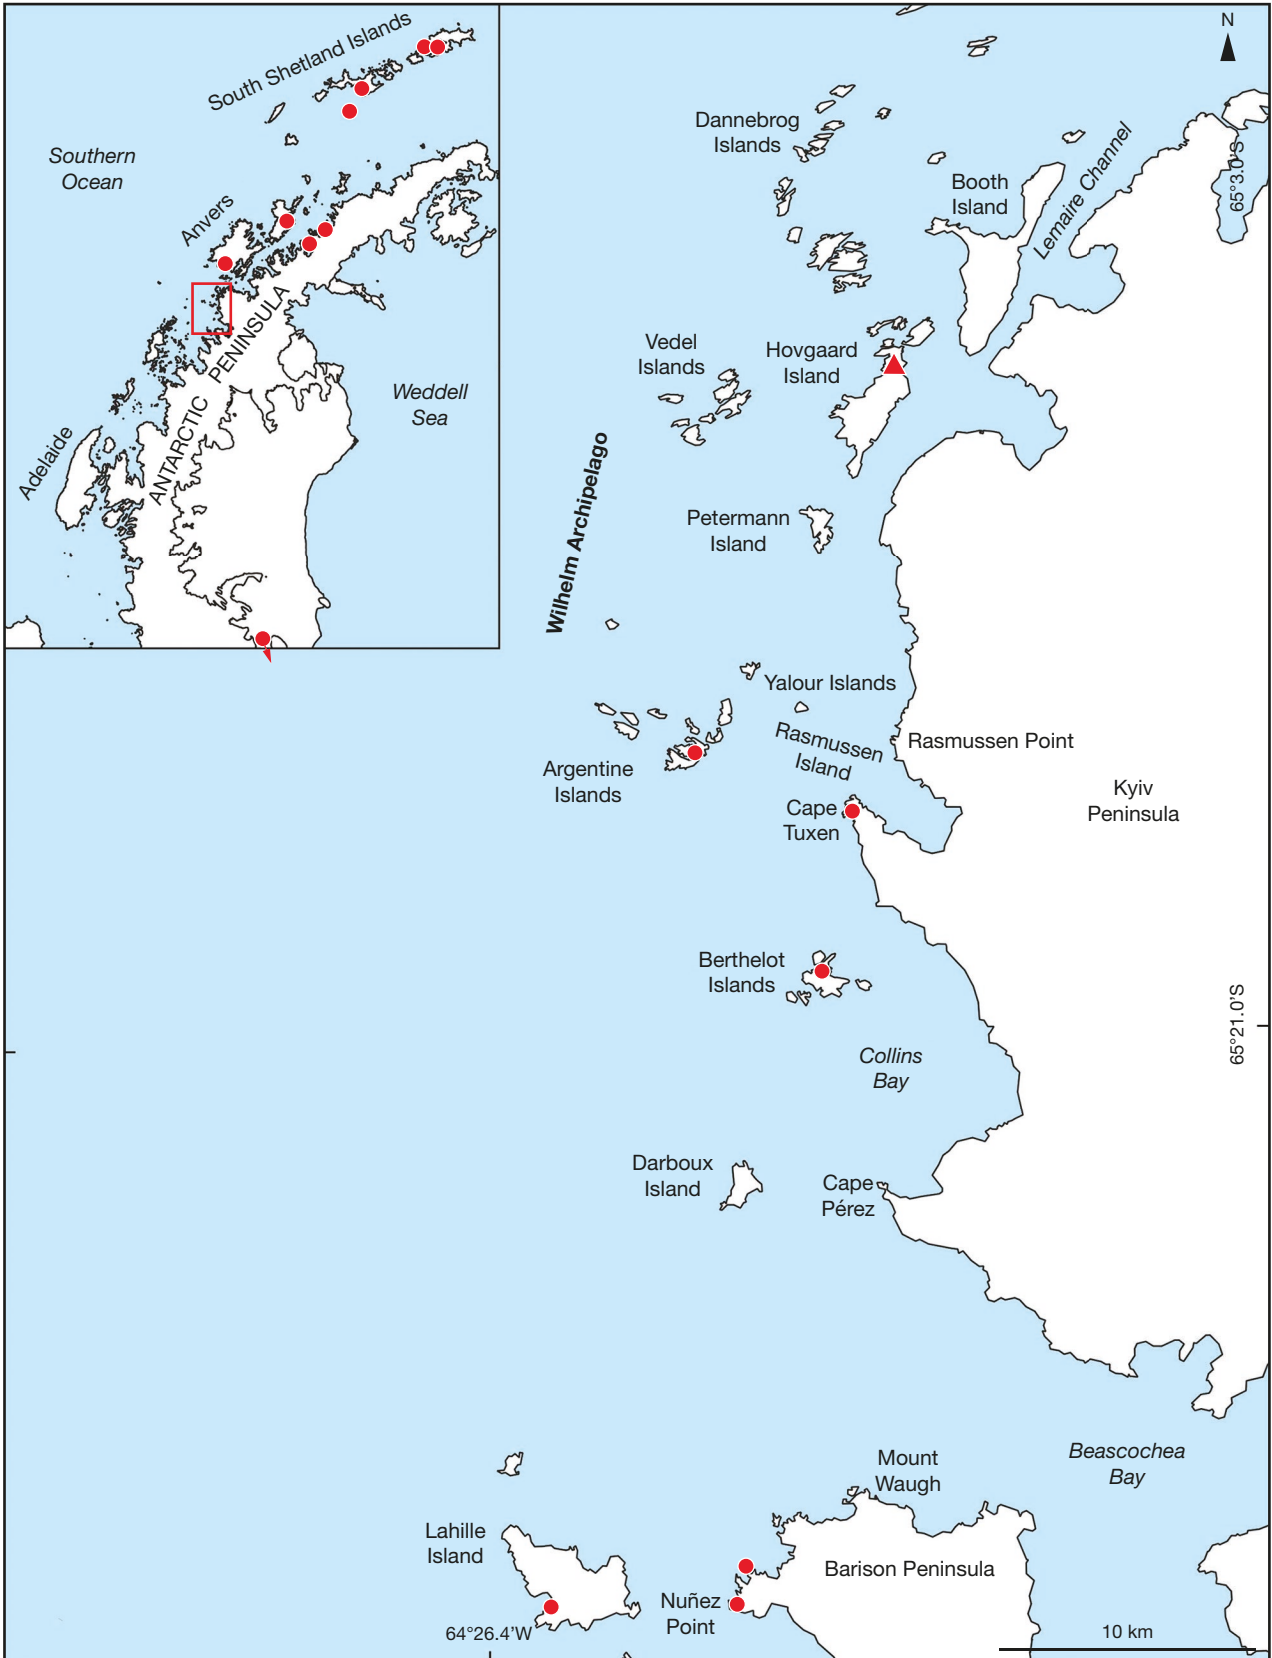 South Shetland Islands
Southern
Ocean
Anvers
Weddell
Sea
ANTARCTIC PENINSULA
Adelaide
N
Dannebrog
Islands
Booth
Island
Lemaire Channel
65°3.0'S
Vedel
Islands
Hovgaard
Island
Wilhelm Archipelago
Petermann
Island
Yalour Islands
Rasmussen
Island
Rasmussen Point
Argentine
Islands
Cape
Tuxen
Kyiv
Peninsula
Berthelot
Islands
65°21.0'S
Collins
Bay
Darboux
Island
Cape
Pérez
Beascochea
Bay
Mount
Waugh
Lahille
Island
Barison Peninsula
Nuñez
Point
64°26.4'W
10 km